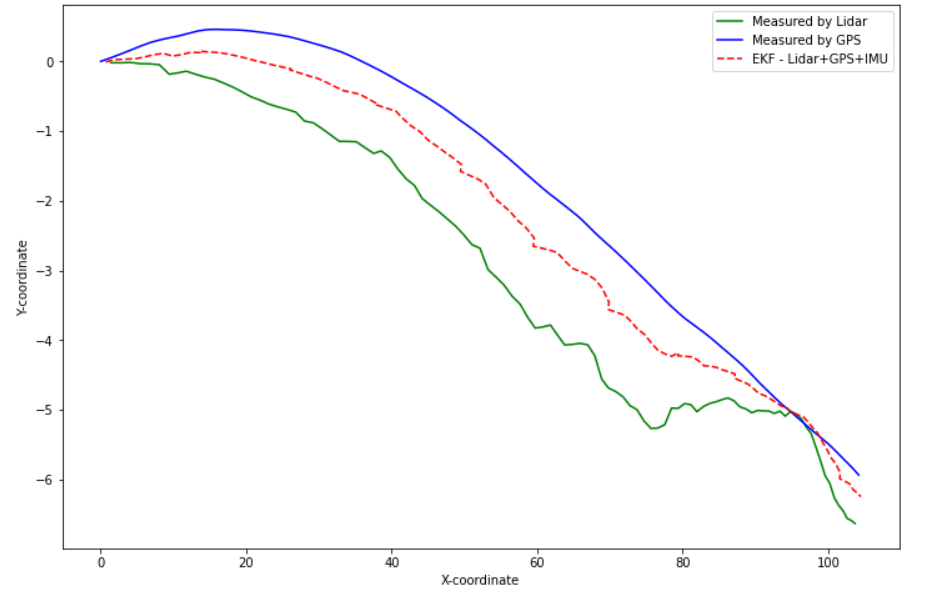 Measured by Lidar
Measured by GPS
EKF - Lidar+GPS+IMU
0
−1
−2
−3
−4
−5
−6
Y-coordinate
0 20 40 60 80 100
X-coordinate